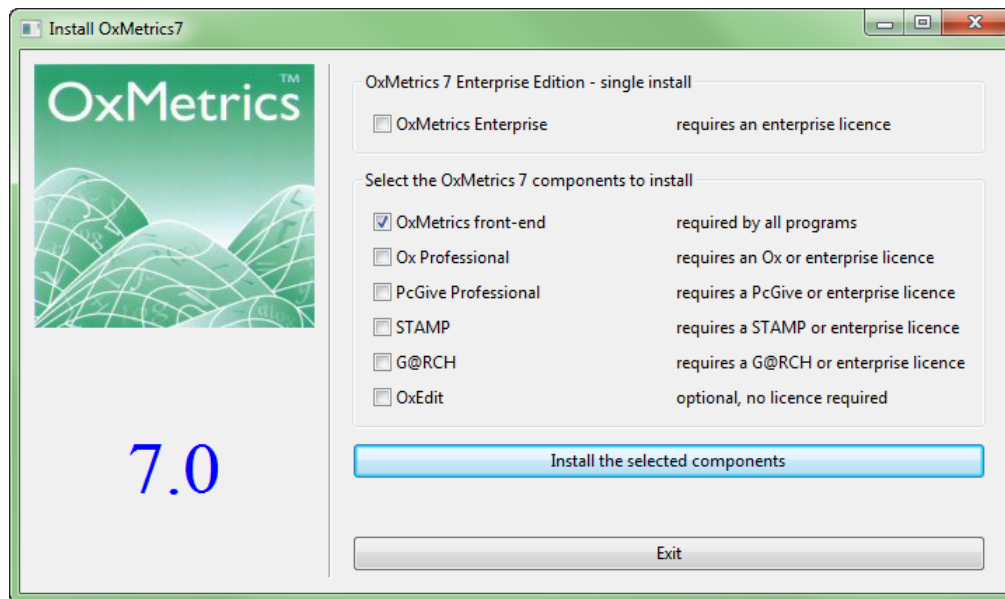 Install OxMetrics7
OxMetrics™
7.0
OxMetrics 7 Enterprise Edition - single install
OxMetrics Enterprise requires an enterprise licence
Select the OxMetrics 7 components to install
OxMetrics front-end required by all programs
Ox Professional requires an Ox or enterprise licence
PcGive Professional requires a PcGive or enterprise licence
STAMP requires a STAMP or enterprise licence
G@RCH requires a G@RCH or enterprise licence
OxEdit optional, no licence required
Install the selected components
Exit